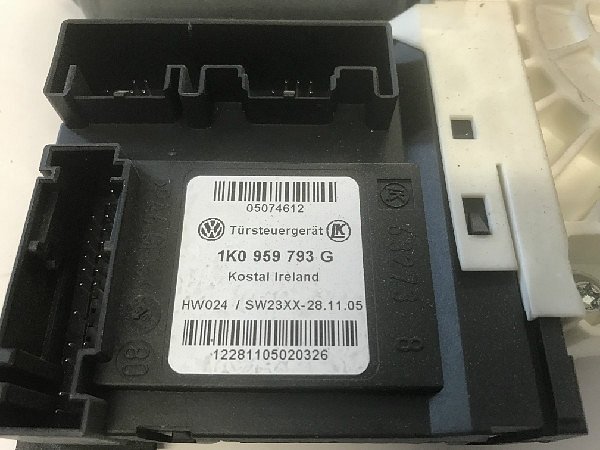 05074612
Türsteuergerät
1K0 959 793 G
Kostal Ireland
HW024 / SW23XX-28.11.05
12281105020326